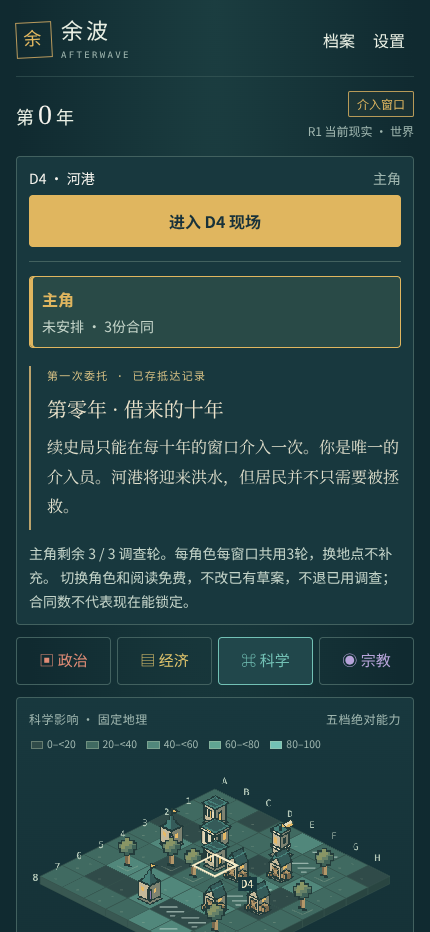 余
余波
AFTERWAVE
档案 设置
第0年
介入窗口
R1 当前现实 · 世界
D4 · 河港 主角
进入 D4 现场
主角
未安排 · 3份合同
第一次委托 · 已存抵达记录
第零年 · 借来的十年
续史局只能在每十年的窗口介入一次。你是唯一的
介入员。河港将迎来洪水，但居民并不只需要被拯
救。
主角剩余 3 / 3 调查轮。每角色每窗口共用3轮，换地点不补
充。 切换角色和阅读免费，不改已有草案，不退已用调查；
合同数不代表现在能锁定。
政治 经济 科学 宗教
科学影响 · 固定地理 五档绝对能力
0–<20 20–<40 40–<60 60–<80 80–100
A
B
C
D
E
F
G
H
1
2
3
4
5
6
7
8
D4